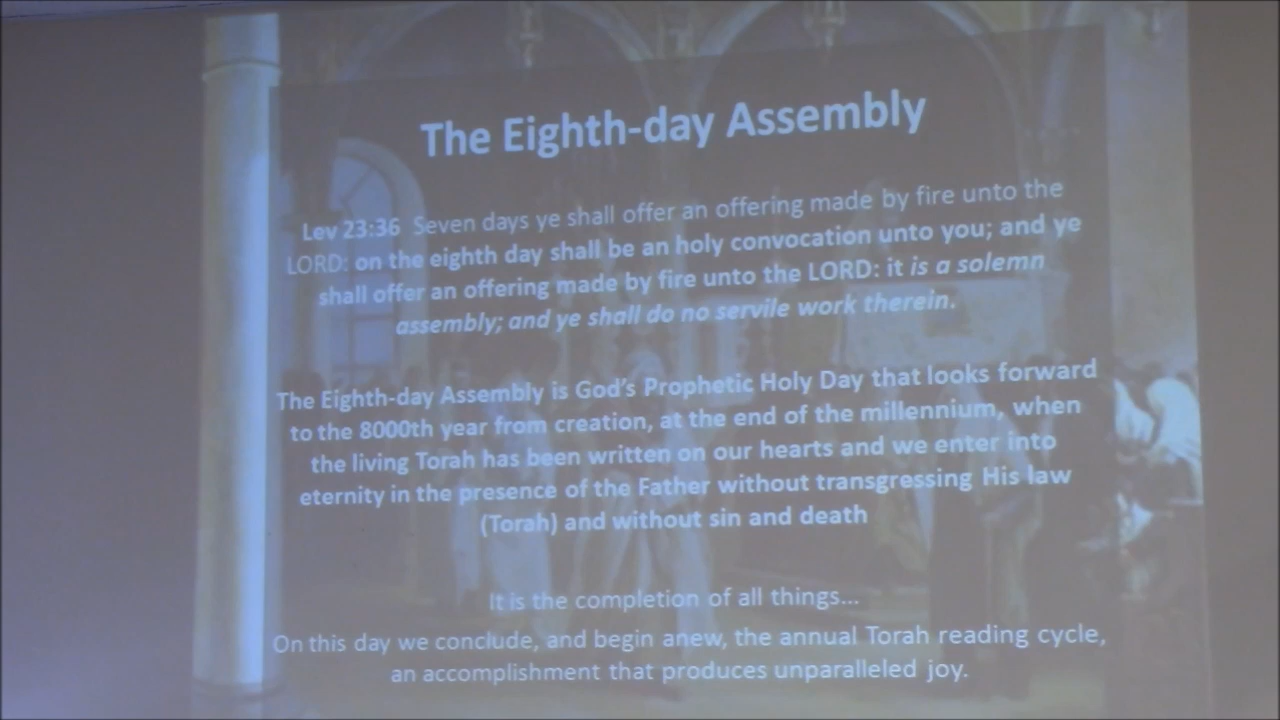 The Eighth-day Assembly
Lev 23:36 Seven days ye shall offer an offering made by fire unto the
LORD: on the eighth day shall be an holy convocation unto you; and ye
shall offer an offering made by fire unto the LORD: it is a solemn
assembly; and ye shall do no servile work therein.
The Eighth-day Assembly is God's Prophetic Holy Day that looks forward
to the 8000th year from creation, at the end of the millennium, when
the living Torah has been written on our hearts and we enter into
eternity in the presence of the Father without transgressing His law
(Torah) and without sin and death
It is the completion of all things...
On this day we conclude, and begin anew, the annual Torah reading cycle,
an accomplishment that produces unparalleled joy.